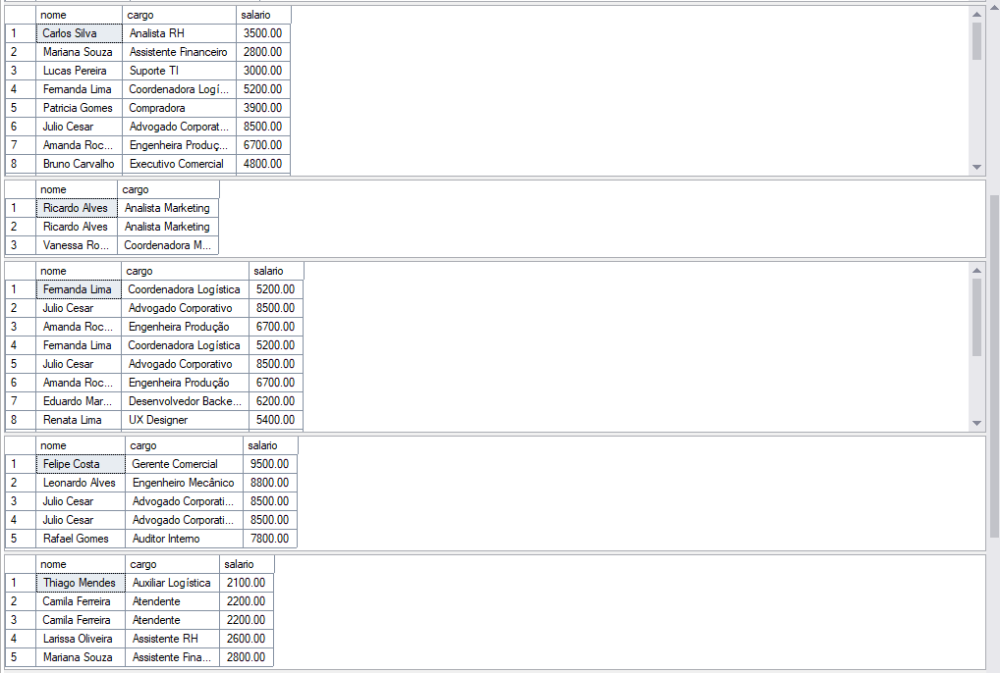 nome cargo salario
1 Carlos Silva Analista RH 3500.00
2 Mariana Souza Assistente Financeiro 2800.00
3 Lucas Pereira Suporte TI 3000.00
4 Fernanda Lima Coordenadora Logí... 5200.00
5 Patricia Gomes Compradora 3900.00
6 Julio Cesar Advogado Corporat... 8500.00
7 Amanda Roc... Engenheira Produç... 6700.00
8 Bruno Carvalho Executivo Comercial 4800.00
nome cargo
1 Ricardo Alves Analista Marketing
2 Ricardo Alves Analista Marketing
3 Vanessa Ro... Coordenadora M...
nome cargo salario
1 Fernanda Lima Coordenadora Logística 5200.00
2 Julio Cesar Advogado Corporativo 8500.00
3 Amanda Roc... Engenheira Produção 6700.00
4 Fernanda Lima Coordenadora Logística 5200.00
5 Julio Cesar Advogado Corporativo 8500.00
6 Amanda Roc... Engenheira Produção 6700.00
7 Eduardo Mar... Desenvolvedor Backe... 6200.00
8 Renata Lima UX Designer 5400.00
nome cargo salario
1 Felipe Costa Gerente Comercial 9500.00
2 Leonardo Alves Engenheiro Mecânico 8800.00
3 Julio Cesar Advogado Corporati... 8500.00
4 Julio Cesar Advogado Corporati... 8500.00
5 Rafael Gomes Auditor Interno 7800.00
nome cargo salario
1 Thiago Mendes Auxiliar Logística 2100.00
2 Camila Ferreira Atendente 2200.00
3 Camila Ferreira Atendente 2200.00
4 Larissa Oliveira Assistente RH 2600.00
5 Mariana Souza Assistente Fina... 2800.00